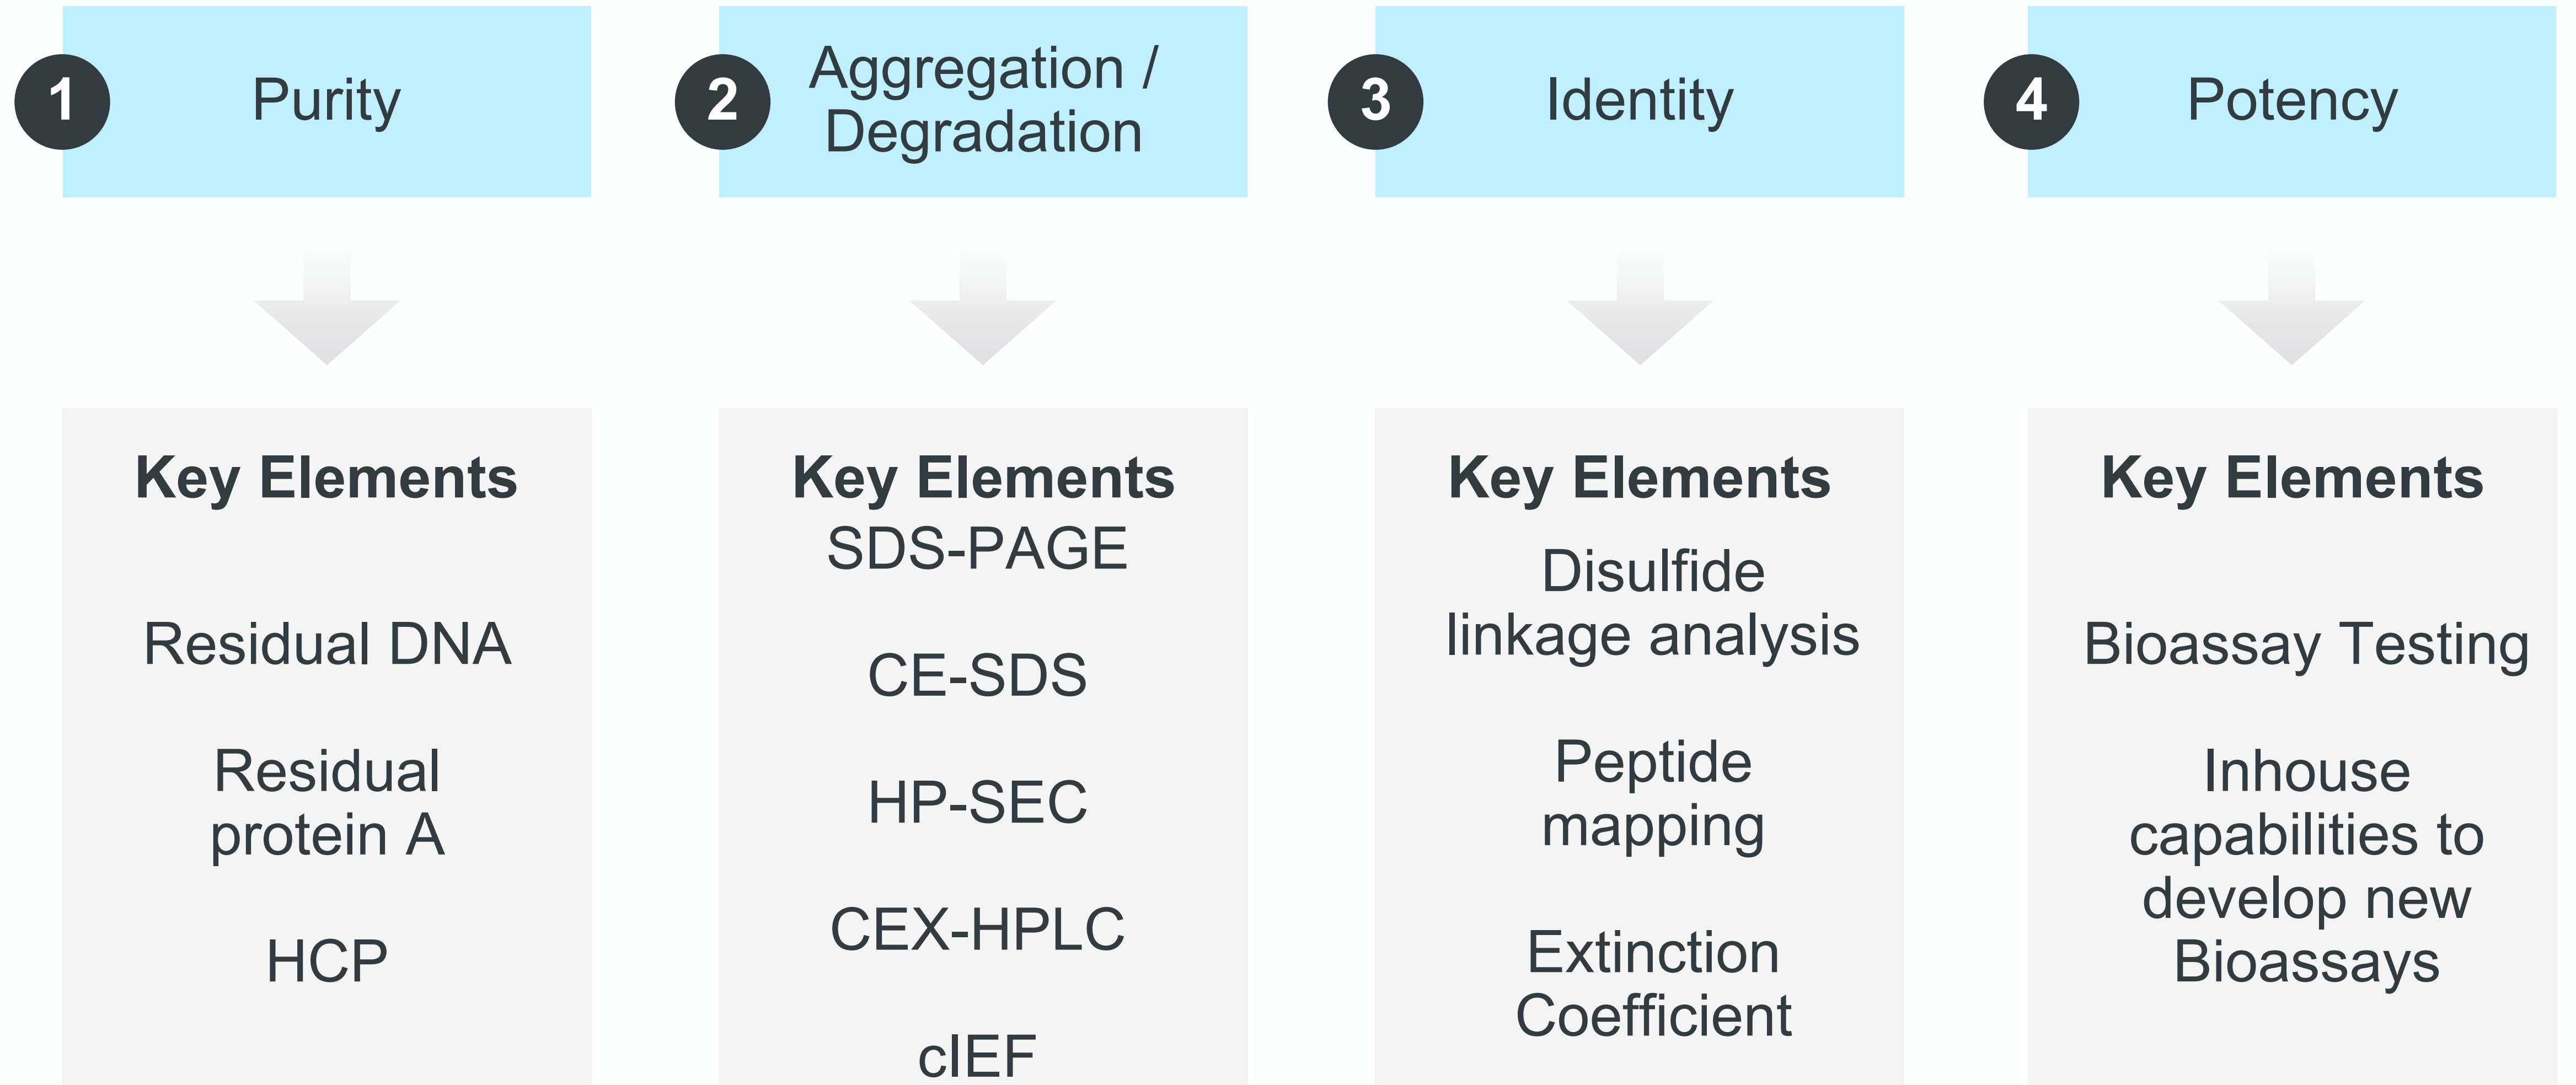 1
Purity
Key Elements
Residual DNA
Residual
protein A
HCP
2
Aggregation /
Degradation
Key Elements
SDS-PAGE
CE-SDS
HP-SEC
CEX-HPLC
cIEF
3
Identity
Key Elements
Disulfide
linkage analysis
Peptide
mapping
Extinction
Coefficient
4
Potency
Key Elements
Bioassay Testing
Inhouse
capabilities to
develop new
Bioassays